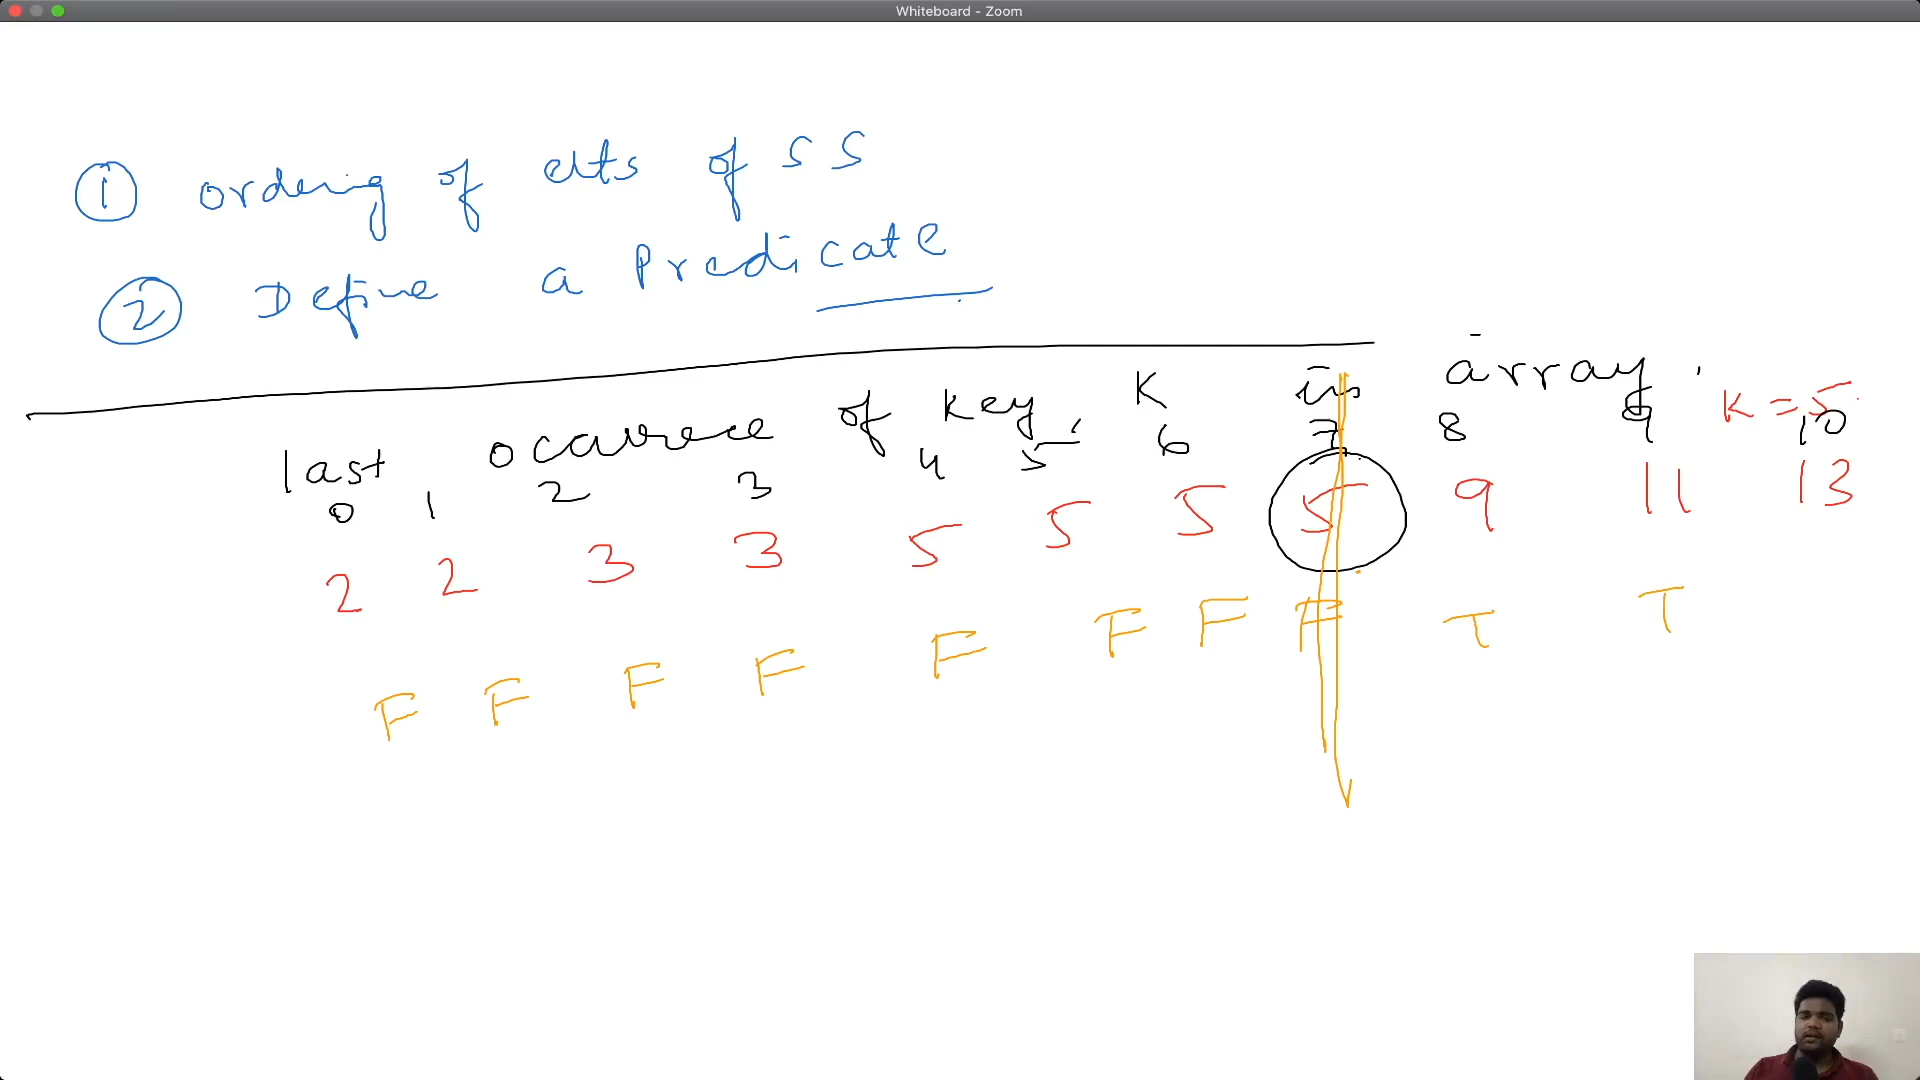 Whiteboard - Zoom
① ordering of elts of SS
② Define a Predicate
last ocaurrece of key, K in array.
K = 5
0 1 2 3 4 5 6 7 8 9 10
2 2 3 3 5 5 5 5 9 11 13
F F F F F F F F T T